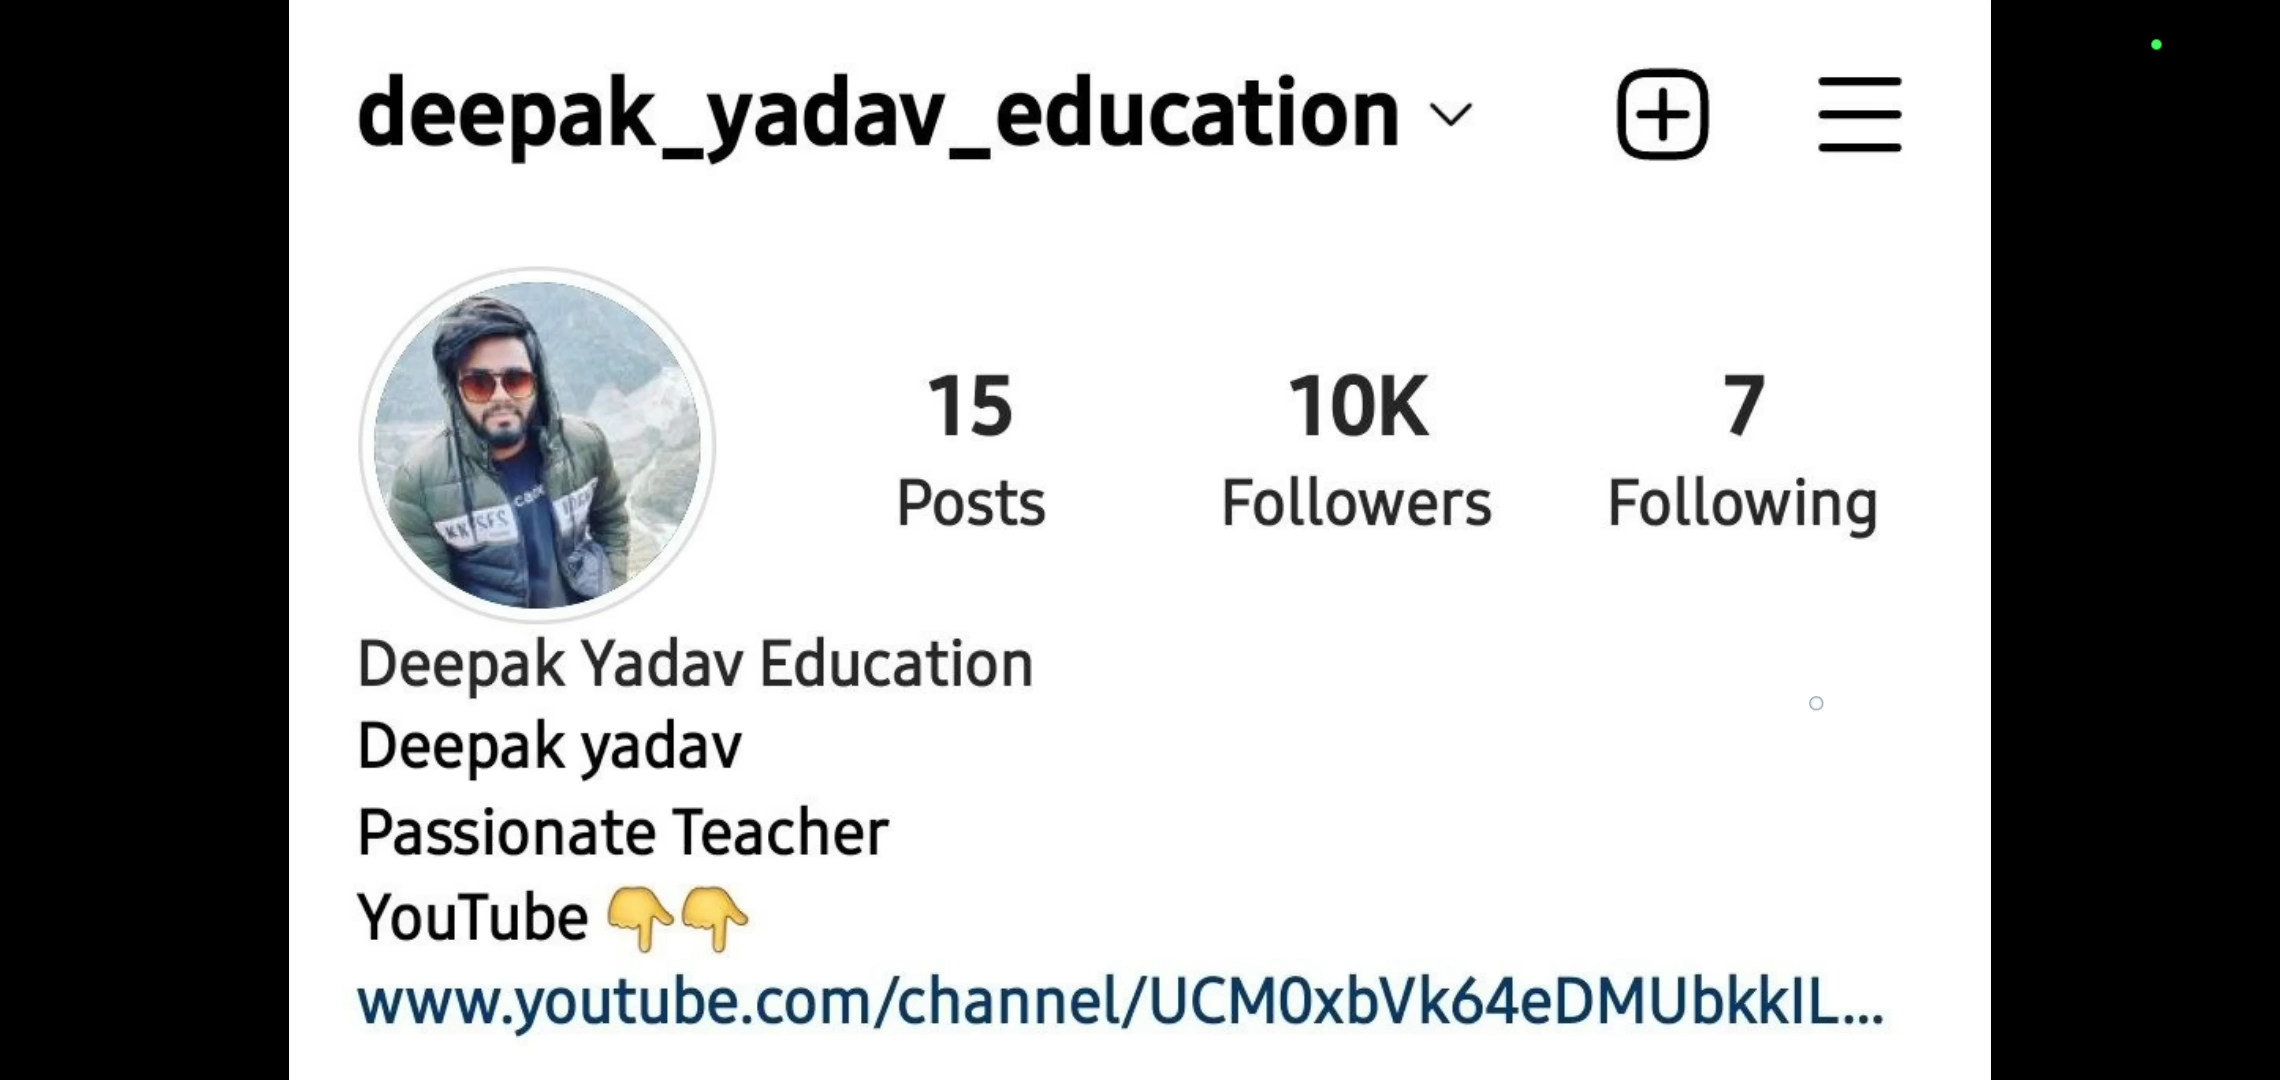 deepak_yadav_education
15 10K 7
Posts Followers Following
Deepak Yadav Education
Deepak yadav
Passionate Teacher
YouTube 👇👇
www.youtube.com/channel/UCM0xbVk64eDMUbkkIL...